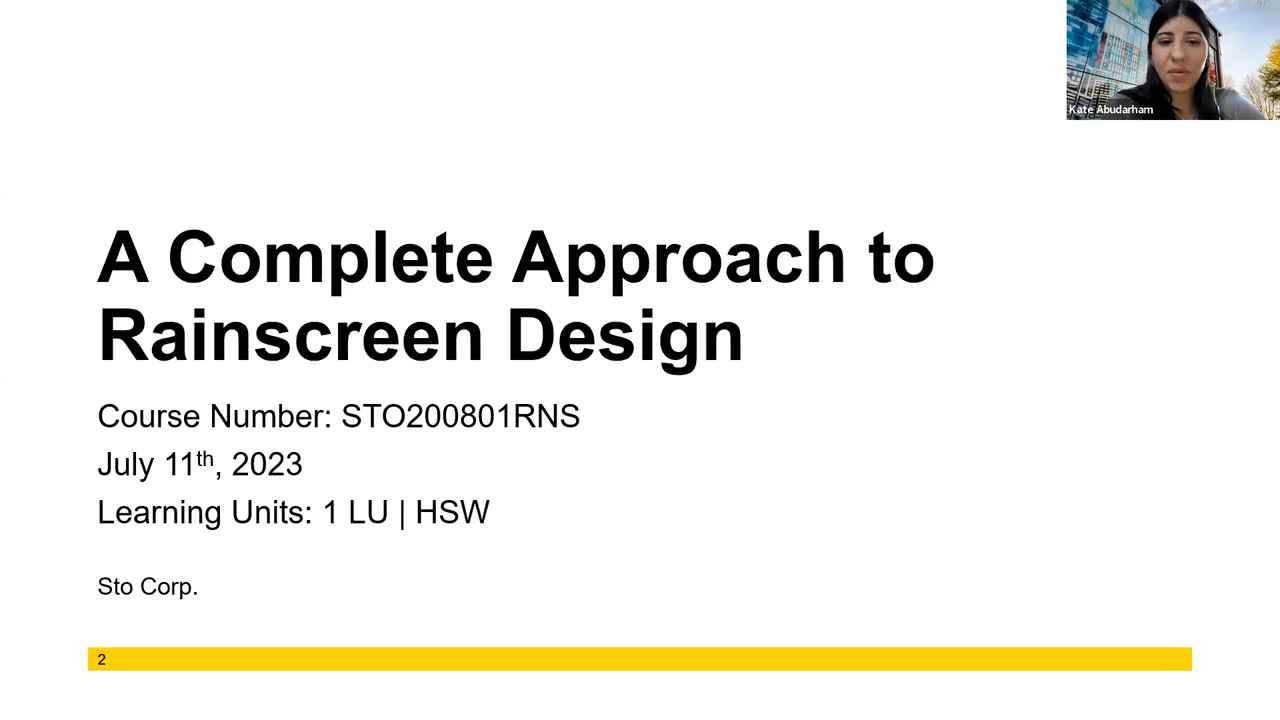 Kate Abudarham
A Complete Approach to
Rainscreen Design
Course Number: STO200801RNS
July 11th, 2023
Learning Units: 1 LU | HSW
Sto Corp.
2